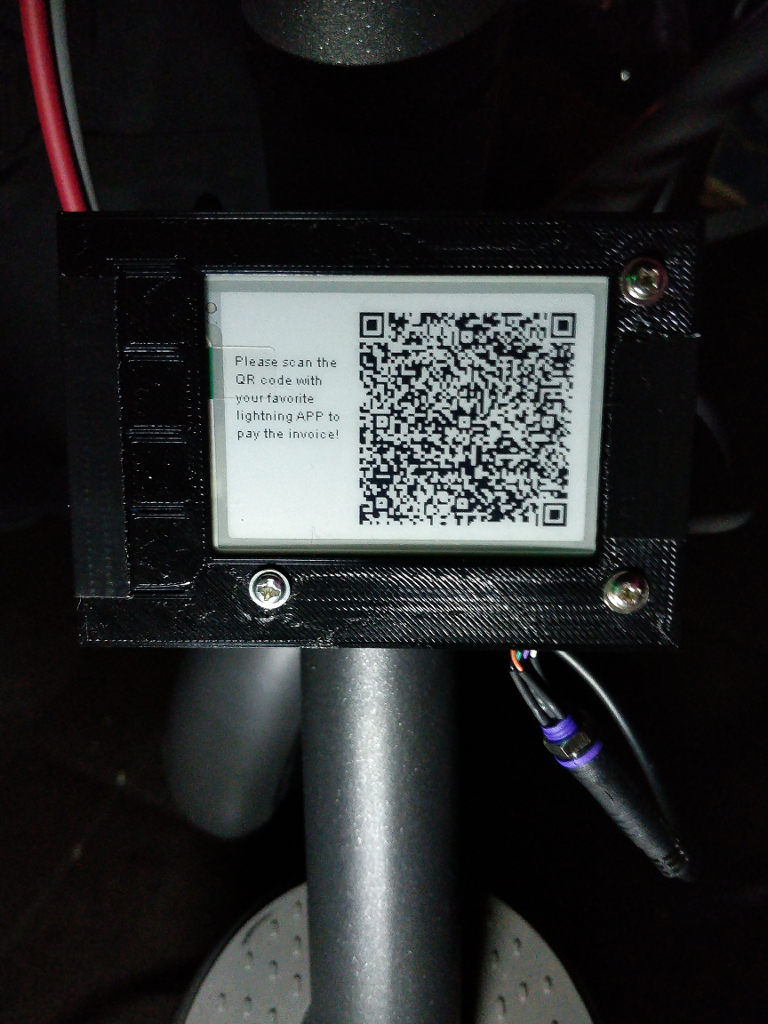 Please scan the
QR code with
your favorite
lightning APP to
pay the invoice!